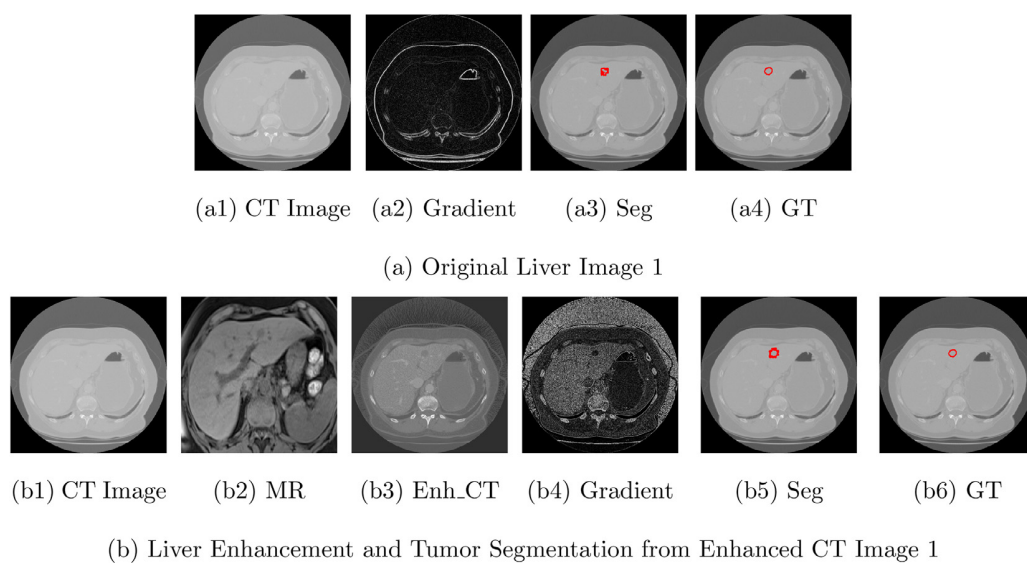 (a1) CT Image (a2) Gradient (a3) Seg (a4) GT
(a) Original Liver Image 1
(b1) CT Image (b2) MR (b3) Enh_CT (b4) Gradient (b5) Seg (b6) GT
(b) Liver Enhancement and Tumor Segmentation from Enhanced CT Image 1